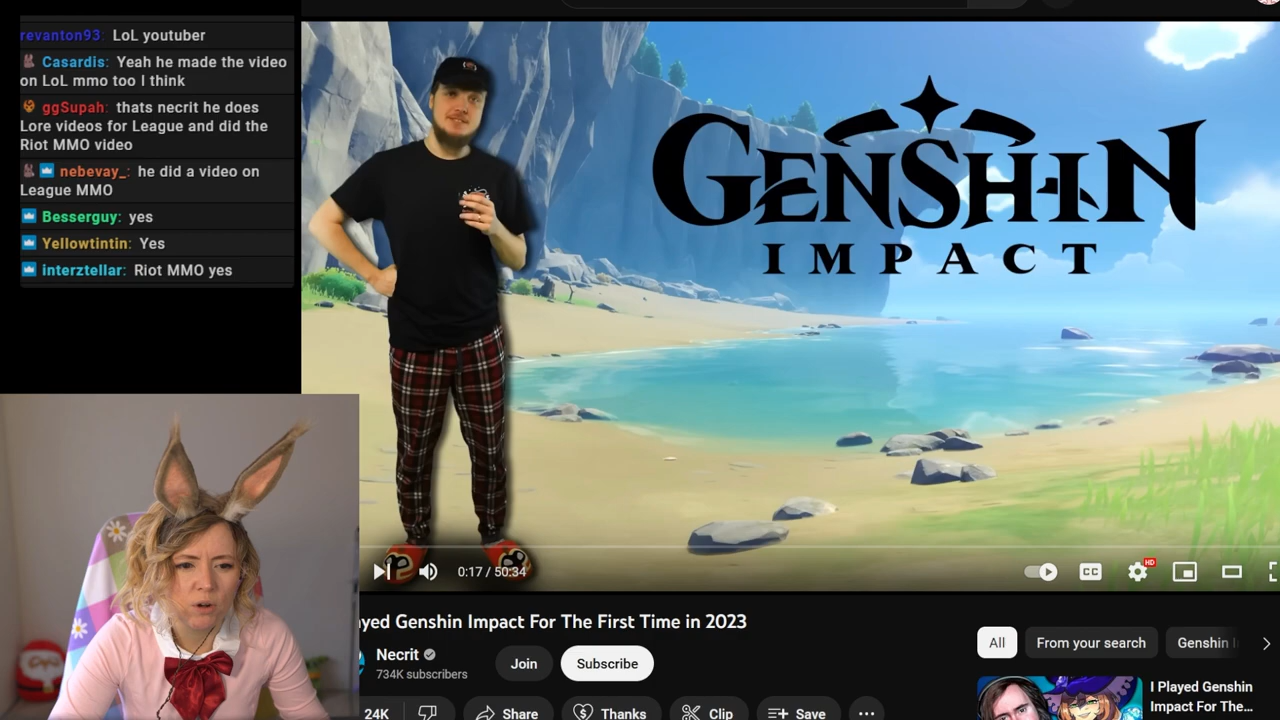 revanton93: LoL youtuber
Casardis: Yeah he made the video
on LoL mmo too I think
ggSupah: thats necrit he does
Lore videos for League and did the
Riot MMO video
nebevay_: he did a video on
League MMO
Besserguy: yes
Yellowtintin: Yes
interztellar: Riot MMO yes
GENSHIN
IMPACT
0:17 / 50:34
CC
HD
yed Genshin Impact For The First Time in 2023
Necrit
734K subscribers
Join
Subscribe
24K
Share
Thanks
Clip
Save
All
From your search
Genshin I
I Played Genshin
Impact For The...